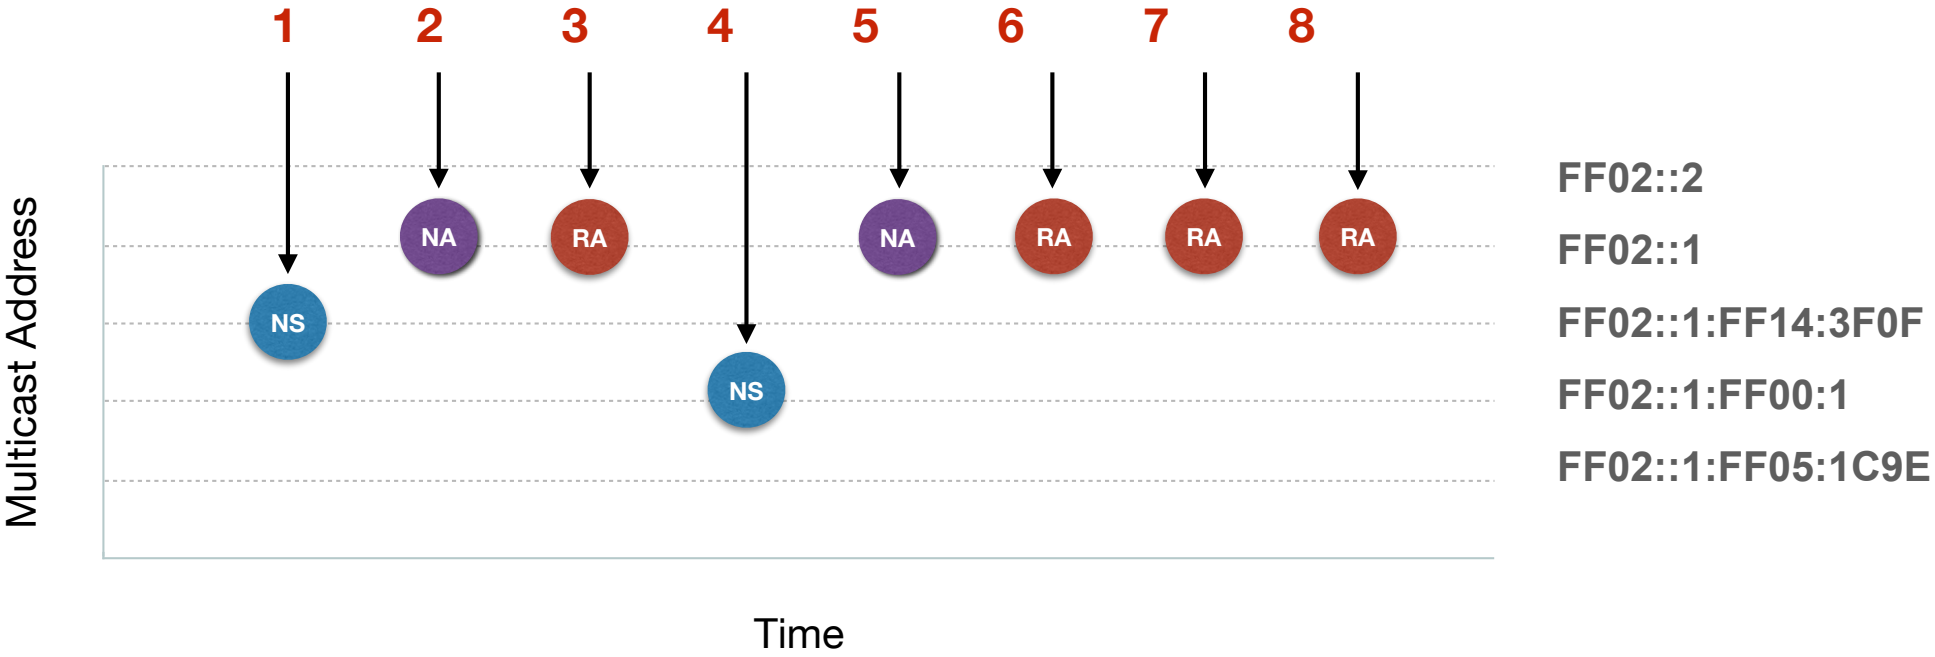 1 2 3 4 5 6 7 8
FF02::2
NA RA NA RA RA RA
FF02::1
NS
FF02::1:FF14:3F0F
NS
FF02::1:FF00:1
FF02::1:FF05:1C9E
Multicast Address
Time